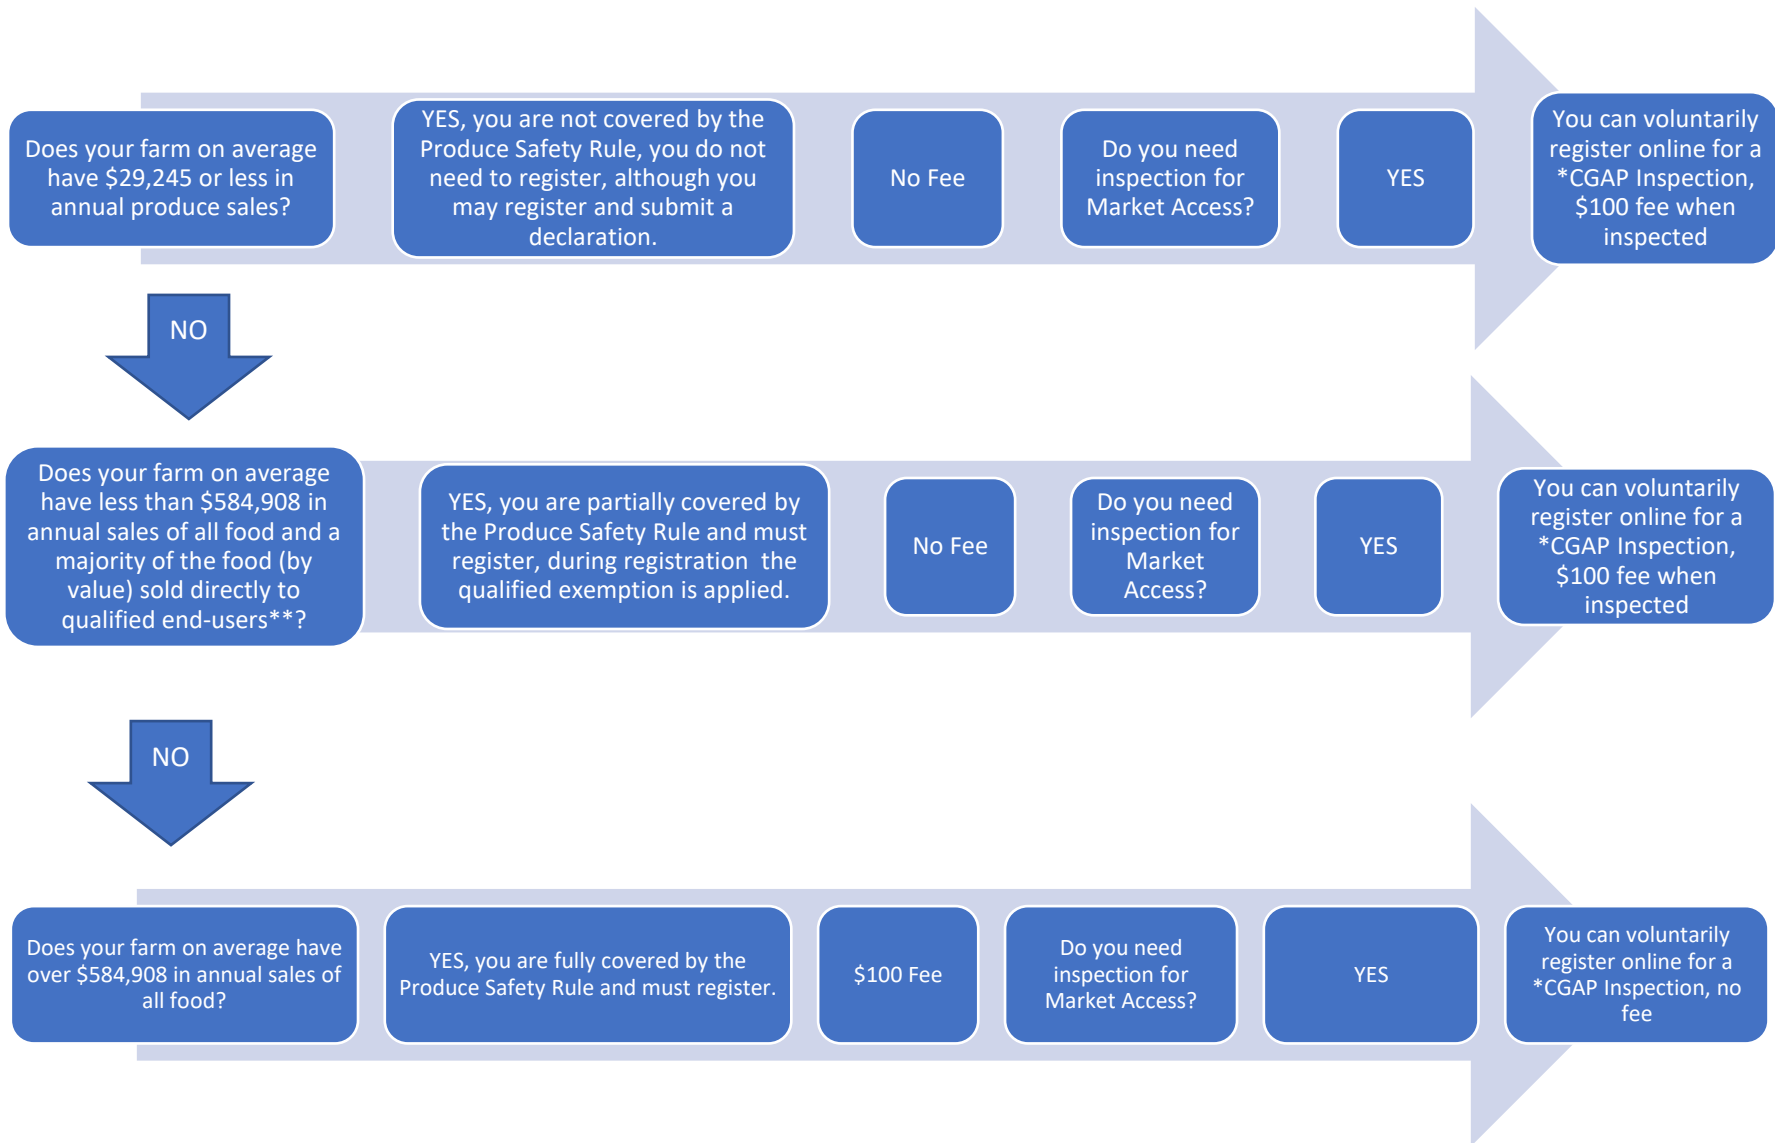 Does your farm on average
have $29,245 or less in
annual produce sales?
YES, you are not covered by the
Produce Safety Rule, you do not
need to register, although you
may register and submit a
declaration.
No Fee
Do you need
inspection for
Market Access?
YES
You can voluntarily
register online for a
*CGAP Inspection,
$100 fee when
inspected
NO
Does your farm on average
have less than $584,908 in
annual sales of all food and a
majority of the food (by
value) sold directly to
qualified end-users**?
YES, you are partially covered by
the Produce Safety Rule and must
register, during registration the
qualified exemption is applied.
No Fee
Do you need
inspection for
Market
Access?
YES
You can voluntarily
register online for a
*CGAP Inspection,
$100 fee when
inspected
NO
Does your farm on average have
over $584,908 in annual sales of
all food?
YES, you are fully covered by the
Produce Safety Rule and must register.
$100 Fee
Do you need
inspection for
Market Access?
YES
You can voluntarily
register online for a
*CGAP Inspection, no
fee